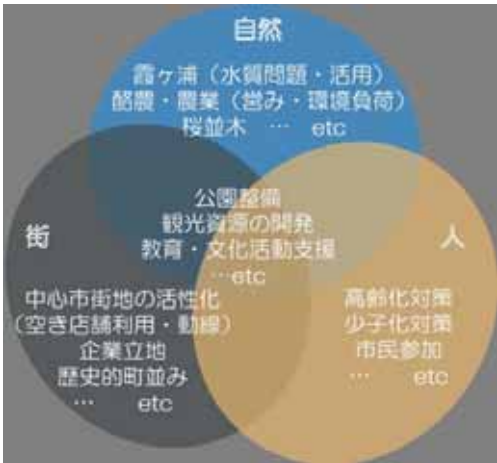 自然
霞ヶ浦（水質問題・活用）
酪農・農業（営み・環境負荷）
桜並木　…　etc
公園整備
観光資源の開発
教育・文化活動支援
…etc
街
中心市街地の活性化
（空き店舗利用・動線）
企業立地
歴史的町並み
…　etc
人
高齢化対策
少子化対策
市民参加
…　etc